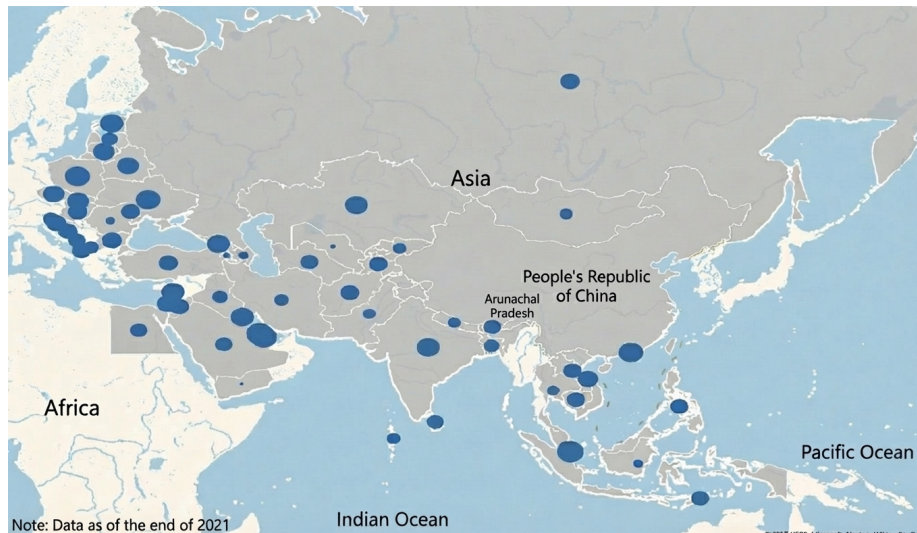 Asia
People's Republic
of China
Arunachal
Pradesh
Africa
Pacific Ocean
Indian Ocean
Note: Data as of the end of 2021